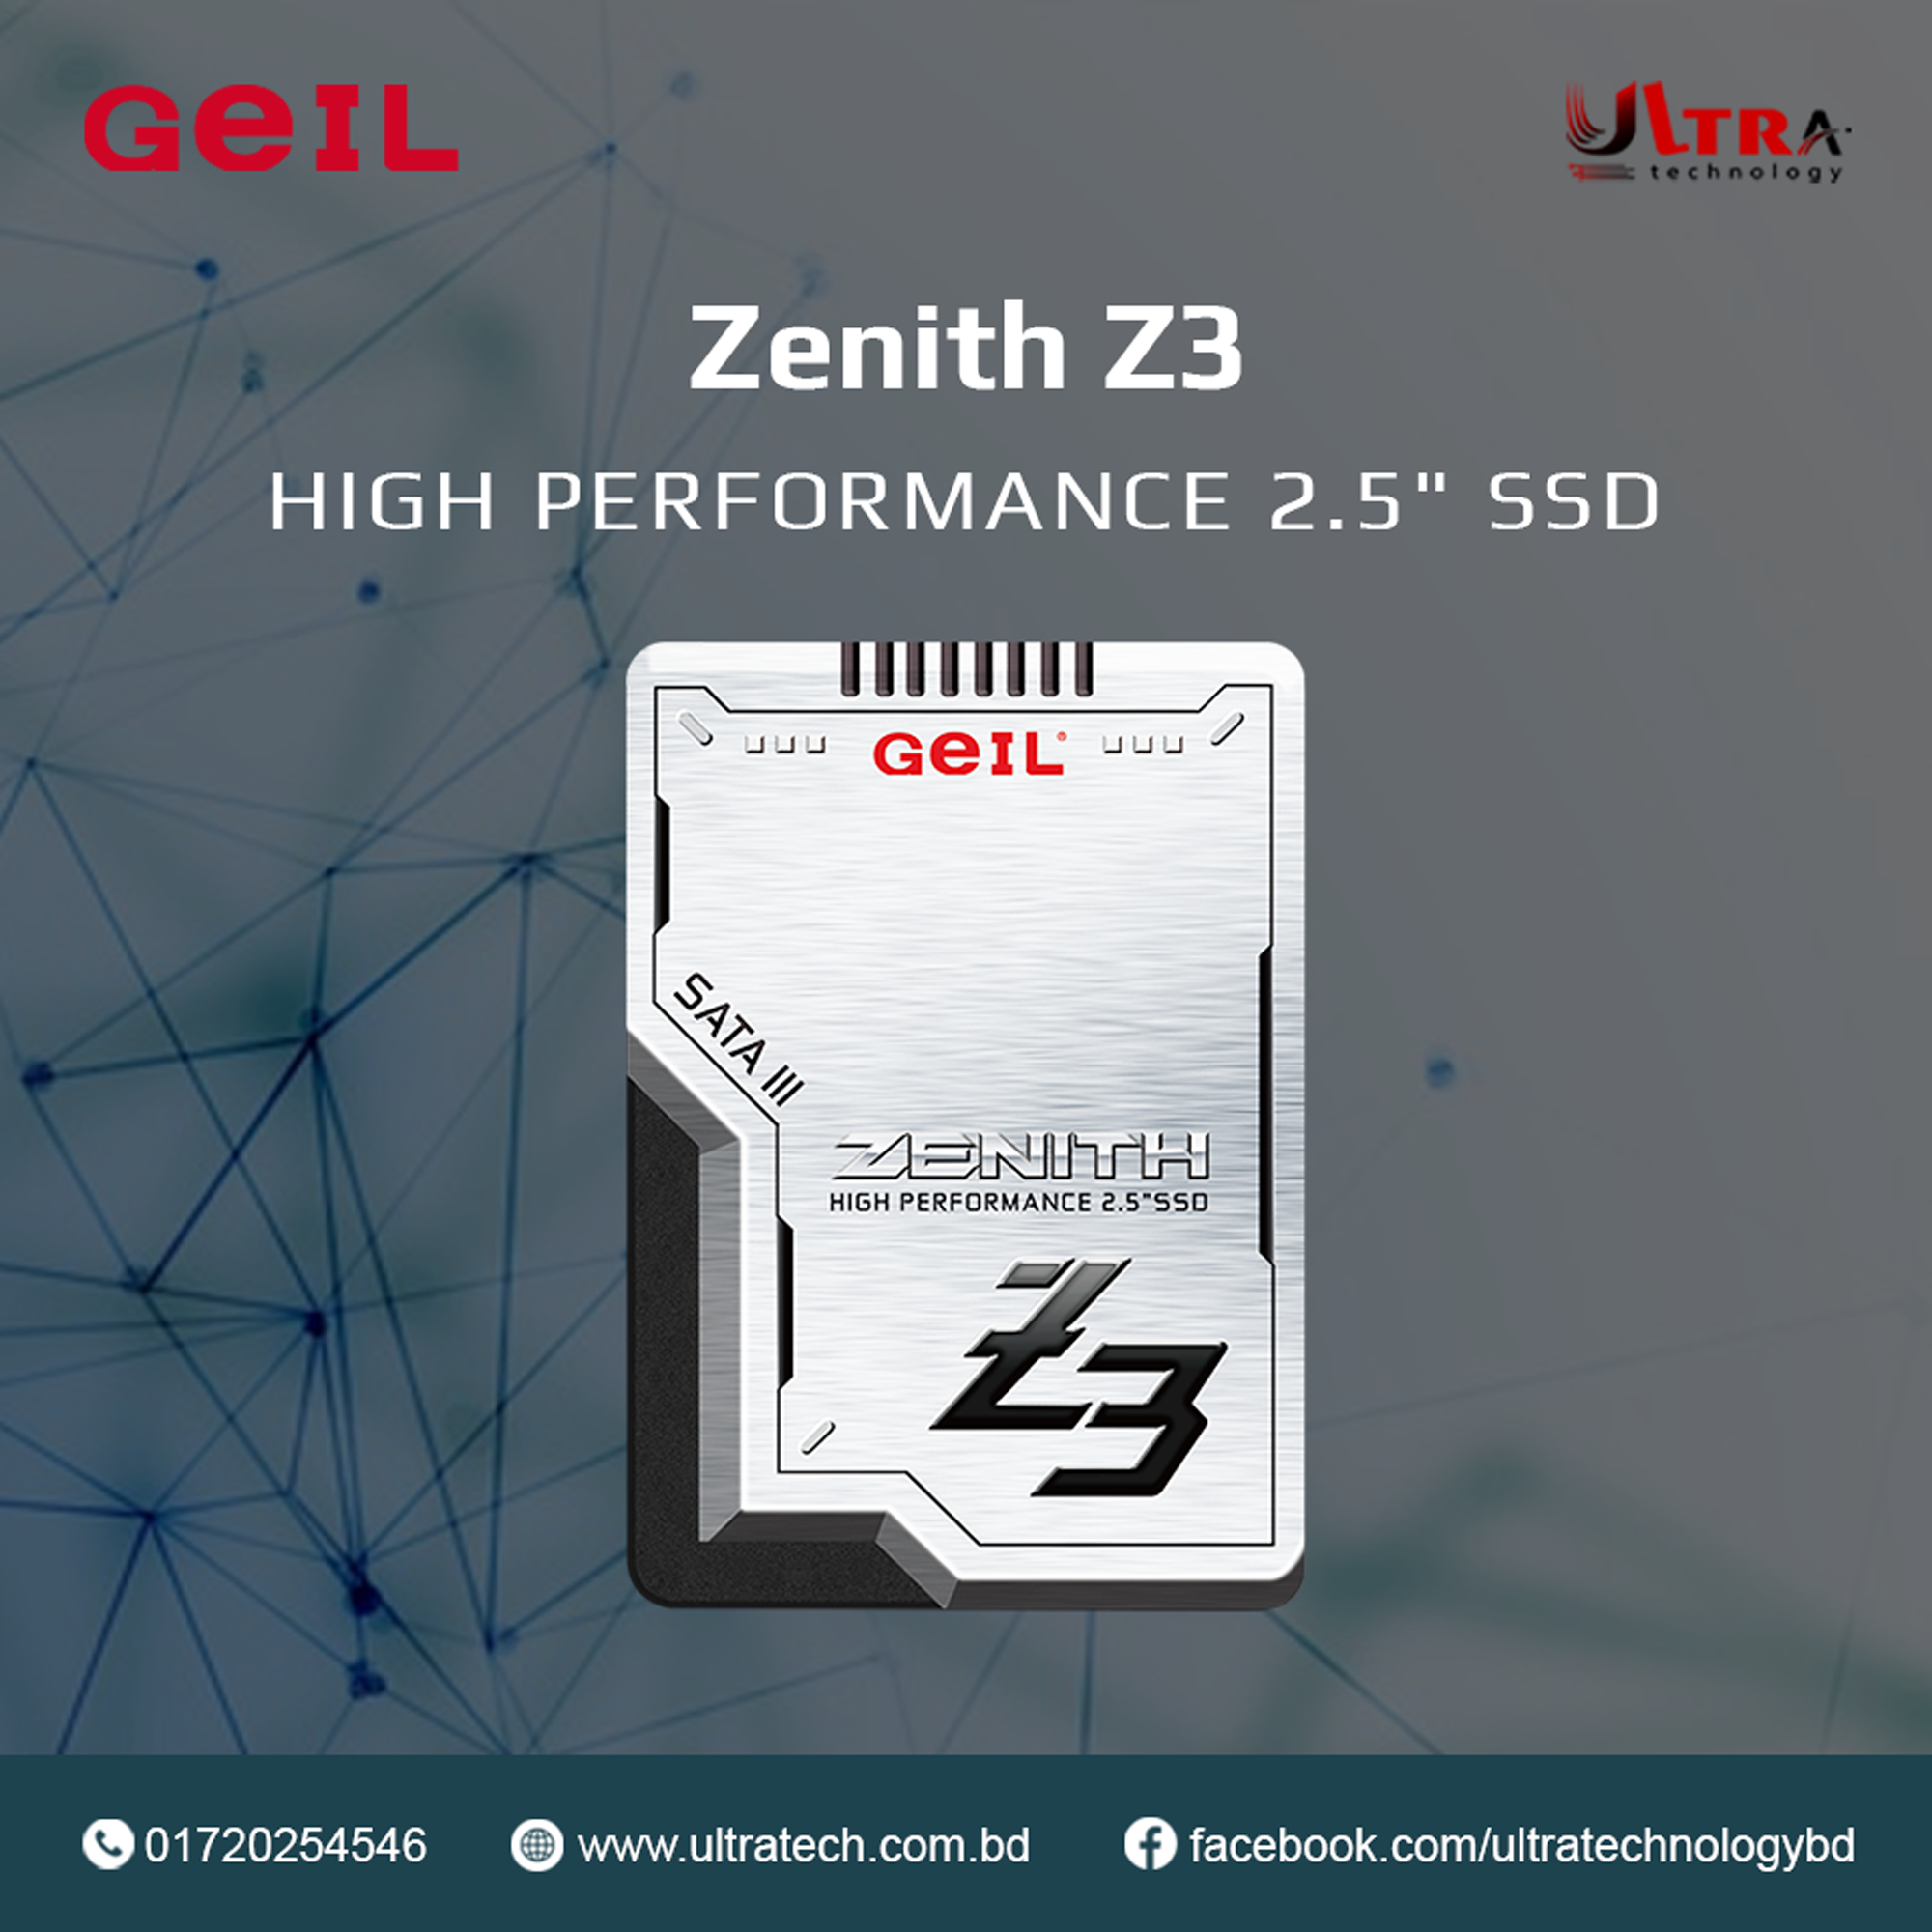 GeIL
ULTRA
technology
Zenith Z3
HIGH PERFORMANCE 2.5" SSD
GeIL®
SATA III
ZENITH
HIGH PERFORMANCE 2.5"SSD
Z3
01720254546
www.ultratech.com.bd
facebook.com/ultratechnologybd